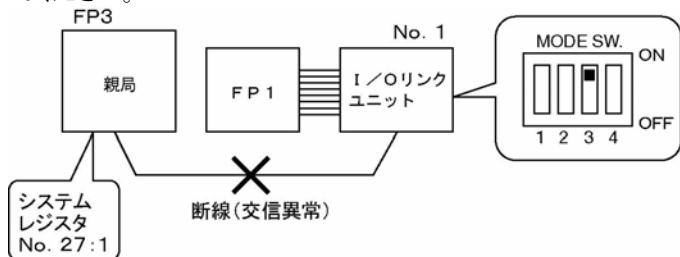 FP3
親局
FP1
No. 1
I/Oリンク
ユニット
MODE SW.
ON
OFF
1 2 3 4
断線(交信異常)
システム
レジスタ
No. 27:1